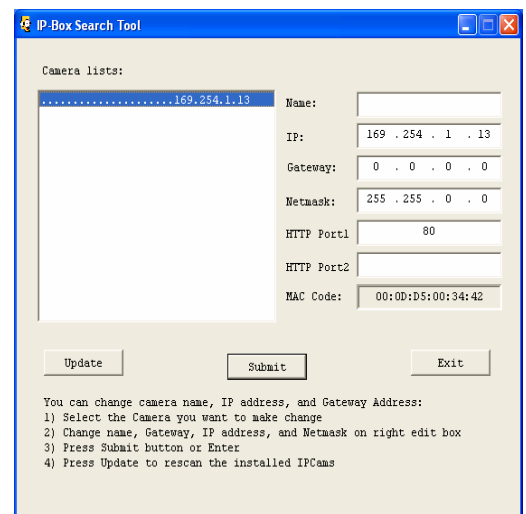 IP-Box Search Tool
Camera lists:
.....................169.254.1.13
Name:
IP: 169 . 254 . 1 . 13
Gateway: 0 . 0 . 0 . 0
Netmask: 255 . 255 . 0 . 0
HTTP Port1 80
HTTP Port2
MAC Code: 00:0D:D5:00:34:42
Update Submit Exit
You can change camera name, IP address, and Gateway Address:
1) Select the Camera you want to make change
2) Change name, Gateway, IP address, and Netmask on right edit box
3) Press Submit button or Enter
4) Press Update to rescan the installed IPCams